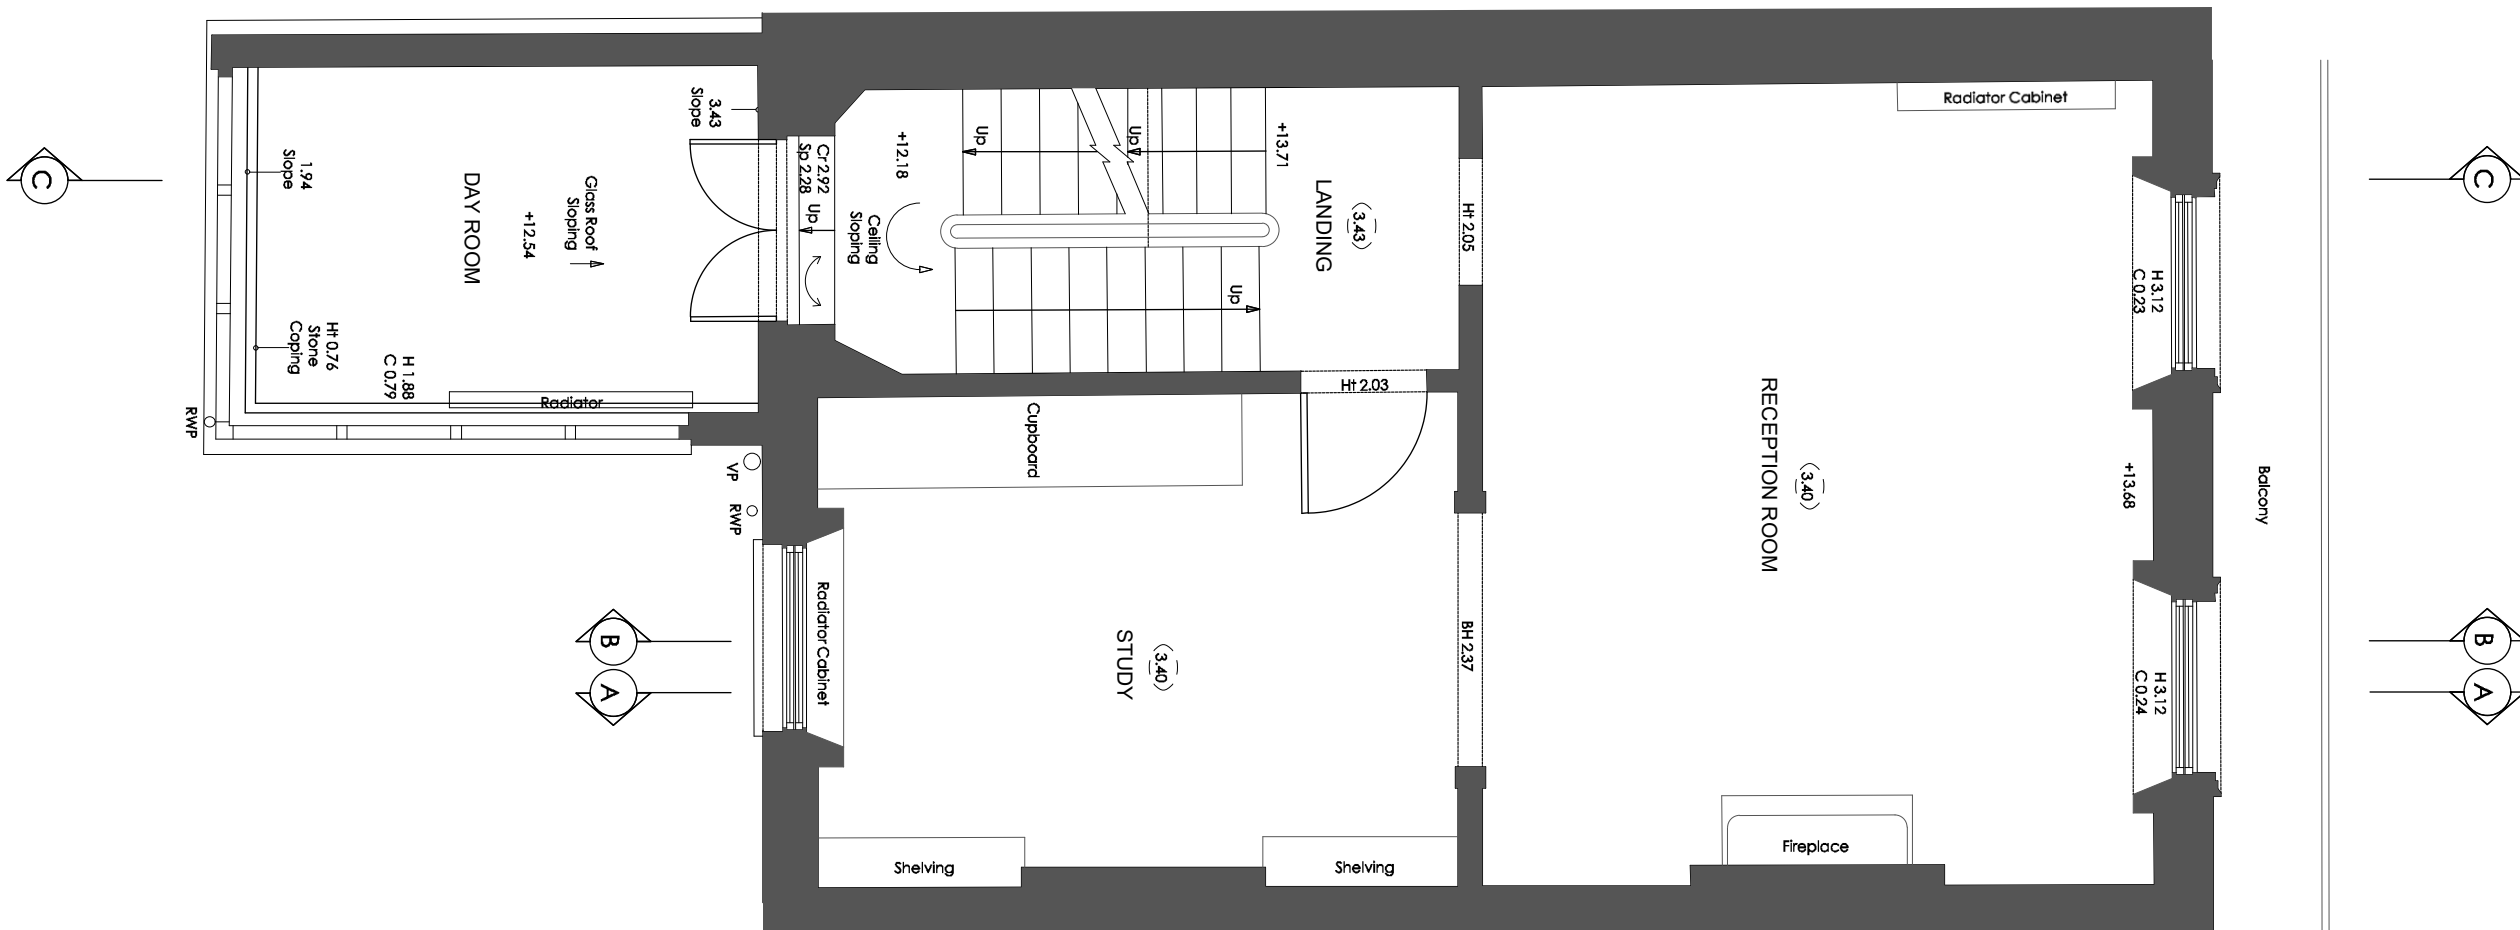 C
C
3.43
Slope
1.94
Slope
DAY ROOM
Glass Roof
Sloping
+12.54
Ht 0.76
Stone
Coping
H 1.88
C 0.79
Radiator
RWP
VP
RWP
Cr 2.92
Sp 2.28
Up
+12.18
Ceiling
Sloping
Up
Up
Up
+13.71
LANDING
(3.43)
Ht 2.05
Ht 2.03
Cupboard
Radiator Cabinet
H 3.12
C 0.23
RECEPTION ROOM
(3.40)
+13.68
Balcony
BH 2.37
STUDY
(3.40)
Radiator Cabinet
B
A
H 3.12
C 0.24
B
A
Shelving
Shelving
Fireplace